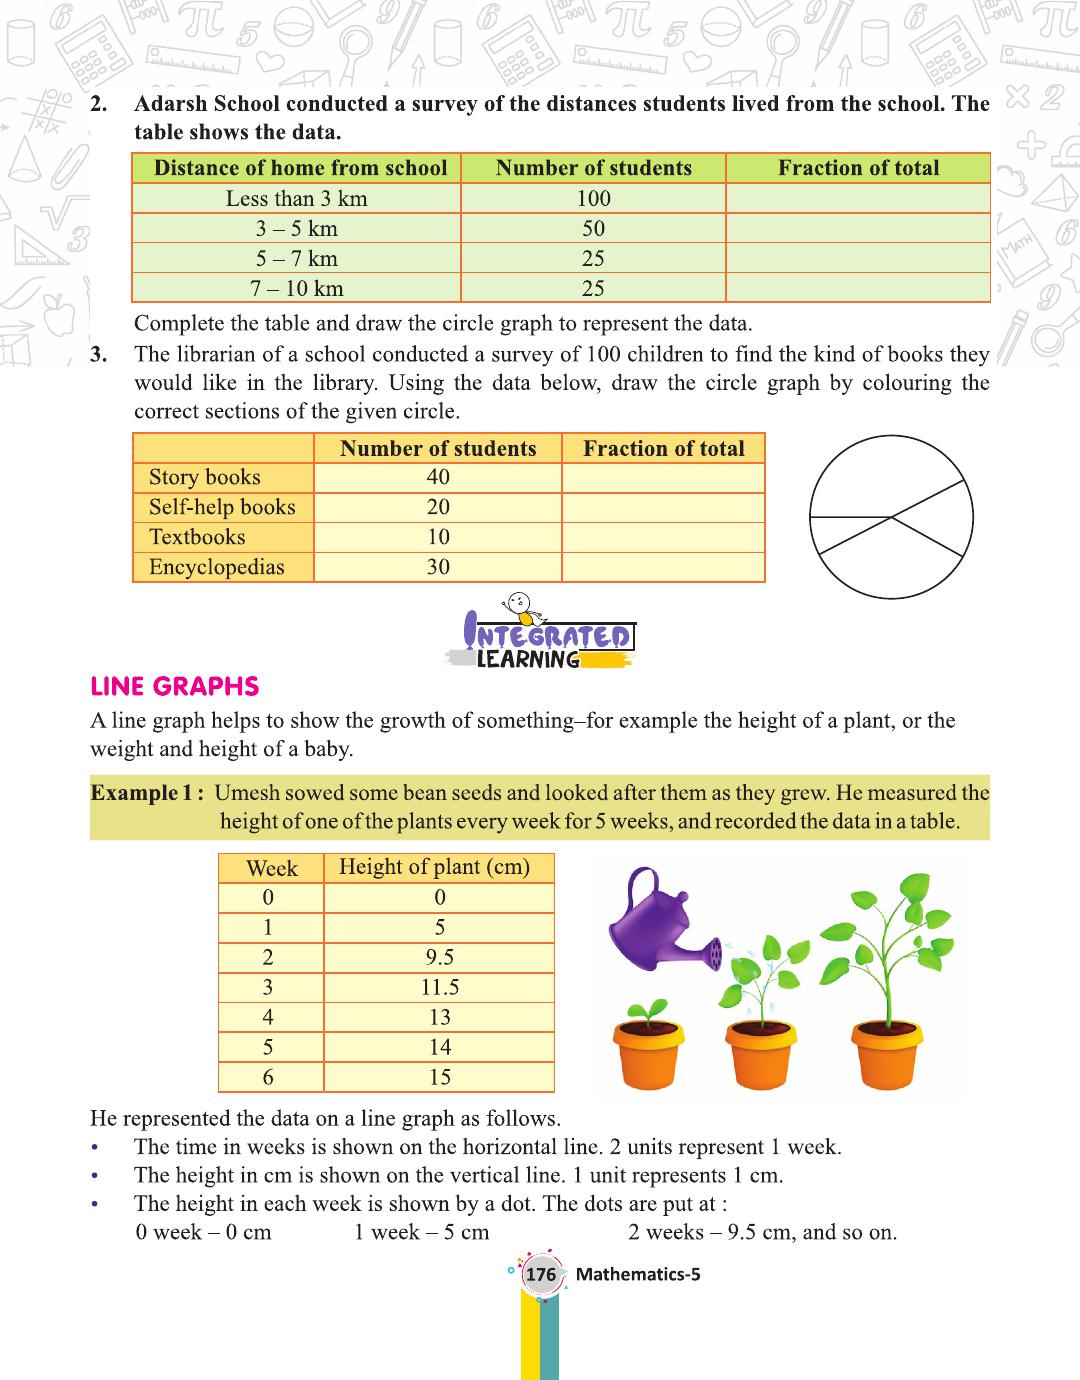 2. Adarsh School conducted a survey of the distances students lived from the school. The
table shows the data.
Distance of home from school Number of students Fraction of total
Less than 3 km 100
3 – 5 km 50
5 – 7 km 25
7 – 10 km 25
Complete the table and draw the circle graph to represent the data.
3. The librarian of a school conducted a survey of 100 children to find the kind of books they
would like in the library. Using the data below, draw the circle graph by colouring the
correct sections of the given circle.
Number of students Fraction of total
Story books 40
Self-help books 20
Textbooks 10
Encyclopedias 30
INTEGRATED
LEARNING
LINE GRAPHS
A line graph helps to show the growth of something–for example the height of a plant, or the
weight and height of a baby.
Example 1 : Umesh sowed some bean seeds and looked after them as they grew. He measured the
height of one of the plants every week for 5 weeks, and recorded the data in a table.
Week Height of plant (cm)
0 0
1 5
2 9.5
3 11.5
4 13
5 14
6 15
He represented the data on a line graph as follows.
• The time in weeks is shown on the horizontal line. 2 units represent 1 week.
• The height in cm is shown on the vertical line. 1 unit represents 1 cm.
• The height in each week is shown by a dot. The dots are put at :
0 week – 0 cm 1 week – 5 cm 2 weeks – 9.5 cm, and so on.
176 Mathematics-5